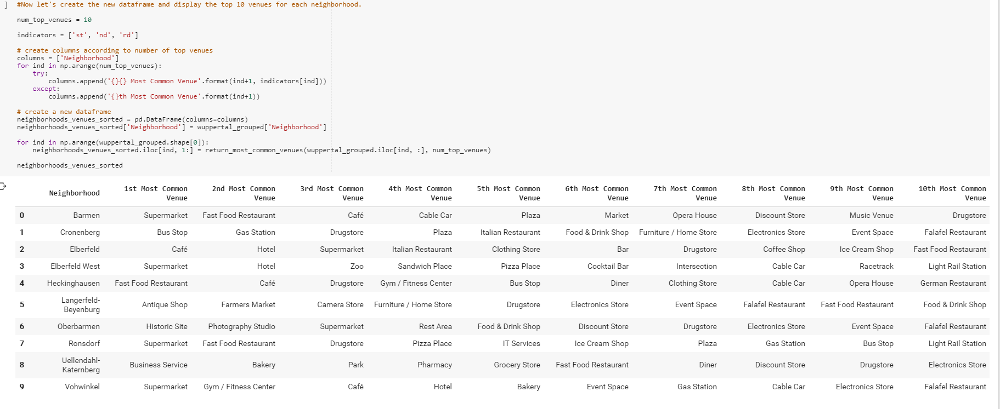 ] #Now let's create the new dataframe and display the top 10 venues for each neighborhood.
num_top_venues = 10
indicators = ['st', 'nd', 'rd']
# create columns according to number of top venues
columns = ['Neighborhood']
for ind in np.arange(num_top_venues):
    try:
        columns.append('{}{} Most Common Venue'.format(ind+1, indicators[ind]))
    except:
        columns.append('{}th Most Common Venue'.format(ind+1))
# create a new dataframe
neighborhoods_venues_sorted = pd.DataFrame(columns=columns)
neighborhoods_venues_sorted['Neighborhood'] = wuppertal_grouped['Neighborhood']
for ind in np.arange(wuppertal_grouped.shape[0]):
    neighborhoods_venues_sorted.iloc[ind, 1:] = return_most_common_venues(wuppertal_grouped.iloc[ind, :], num_top_venues)
neighborhoods_venues_sorted
Neighborhood 1st Most Common Venue 2nd Most Common Venue 3rd Most Common Venue 4th Most Common Venue 5th Most Common Venue 6th Most Common Venue 7th Most Common Venue 8th Most Common Venue 9th Most Common Venue 10th Most Common Venue
0 Barmen Supermarket Fast Food Restaurant Café Cable Car Plaza Market Opera House Discount Store Music Venue Drugstore
1 Cronenberg Bus Stop Gas Station Drugstore Plaza Italian Restaurant Food & Drink Shop Furniture / Home Store Electronics Store Event Space Falafel Restaurant
2 Elberfeld Café Hotel Supermarket Italian Restaurant Clothing Store Bar Drugstore Coffee Shop Ice Cream Shop Fast Food Restaurant
3 Elberfeld West Supermarket Hotel Zoo Sandwich Place Pizza Place Cocktail Bar Intersection Cable Car Racetrack Light Rail Station
4 Heckinghausen Fast Food Restaurant Café Drugstore Gym / Fitness Center Bus Stop Diner Clothing Store Cable Car Opera House German Restaurant
5 Langerfeld-Beyenburg Antique Shop Farmers Market Camera Store Furniture / Home Store Drugstore Electronics Store Event Space Falafel Restaurant Fast Food Restaurant Food & Drink Shop
6 Oberbarmen Historic Site Photography Studio Supermarket Rest Area Food & Drink Shop Discount Store Drugstore Electronics Store Event Space Falafel Restaurant
7 Ronsdorf Supermarket Fast Food Restaurant Drugstore Pizza Place IT Services Ice Cream Shop Plaza Gas Station Bus Stop Light Rail Station
8 Uellendahl-Katernberg Business Service Bakery Park Pharmacy Grocery Store Fast Food Restaurant Diner Discount Store Drugstore Electronics Store
9 Vohwinkel Supermarket Gym / Fitness Center Café Hotel Bakery Event Space Gas Station Cable Car Electronics Store Falafel Restaurant